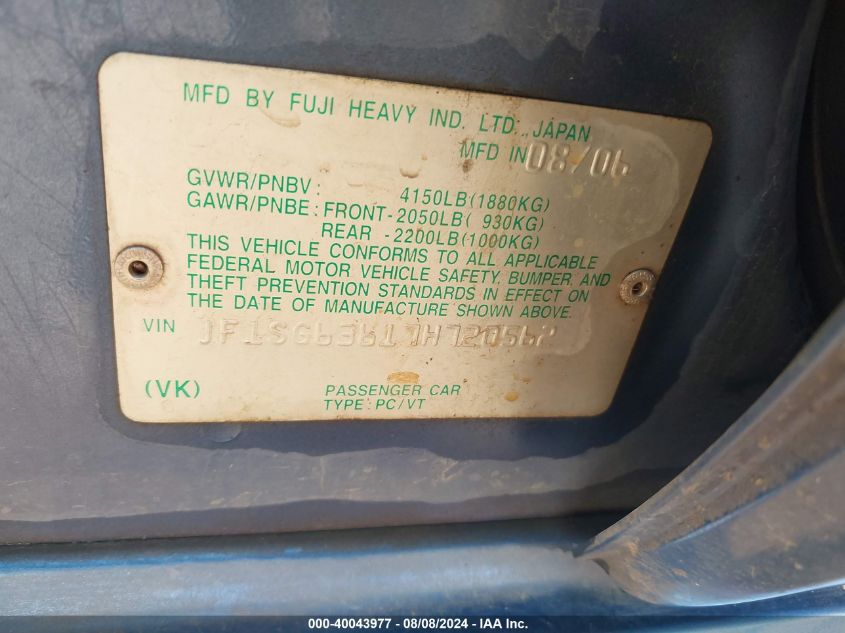 MFD BY FUJI HEAVY IND. LTD., JAPAN
MFD IN 08/06
GVWR/PNBV: 4150LB(1880KG)
GAWR/PNBE: FRONT-2050LB( 930KG)
REAR -2200LB(1000KG)
THIS VEHICLE CONFORMS TO ALL APPLICABLE
FEDERAL MOTOR VEHICLE SAFETY, BUMPER, AND
THEFT PREVENTION STANDARDS IN EFFECT ON
THE DATE OF MANUFACTURE SHOWN ABOVE.
VIN JF1SG63617H720562
(VK) PASSENGER CAR
TYPE: PC/VT
000-40043977 - 08/08/2024 - IAA Inc.